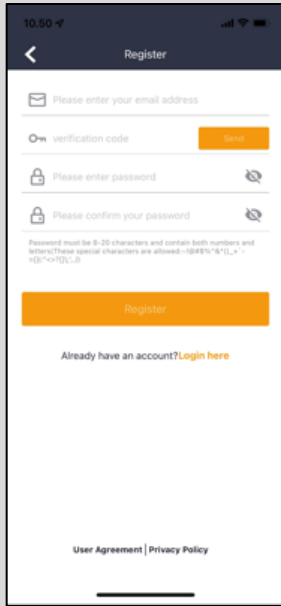 10.50
Register
Please enter your email address
verification code
Send
Please enter password
Please confirm your password
Password must be 8-20 characters and contain both numbers and
letters(These special characters are allowed:
Register
Already have an account?Login here
User Agreement | Privacy Policy